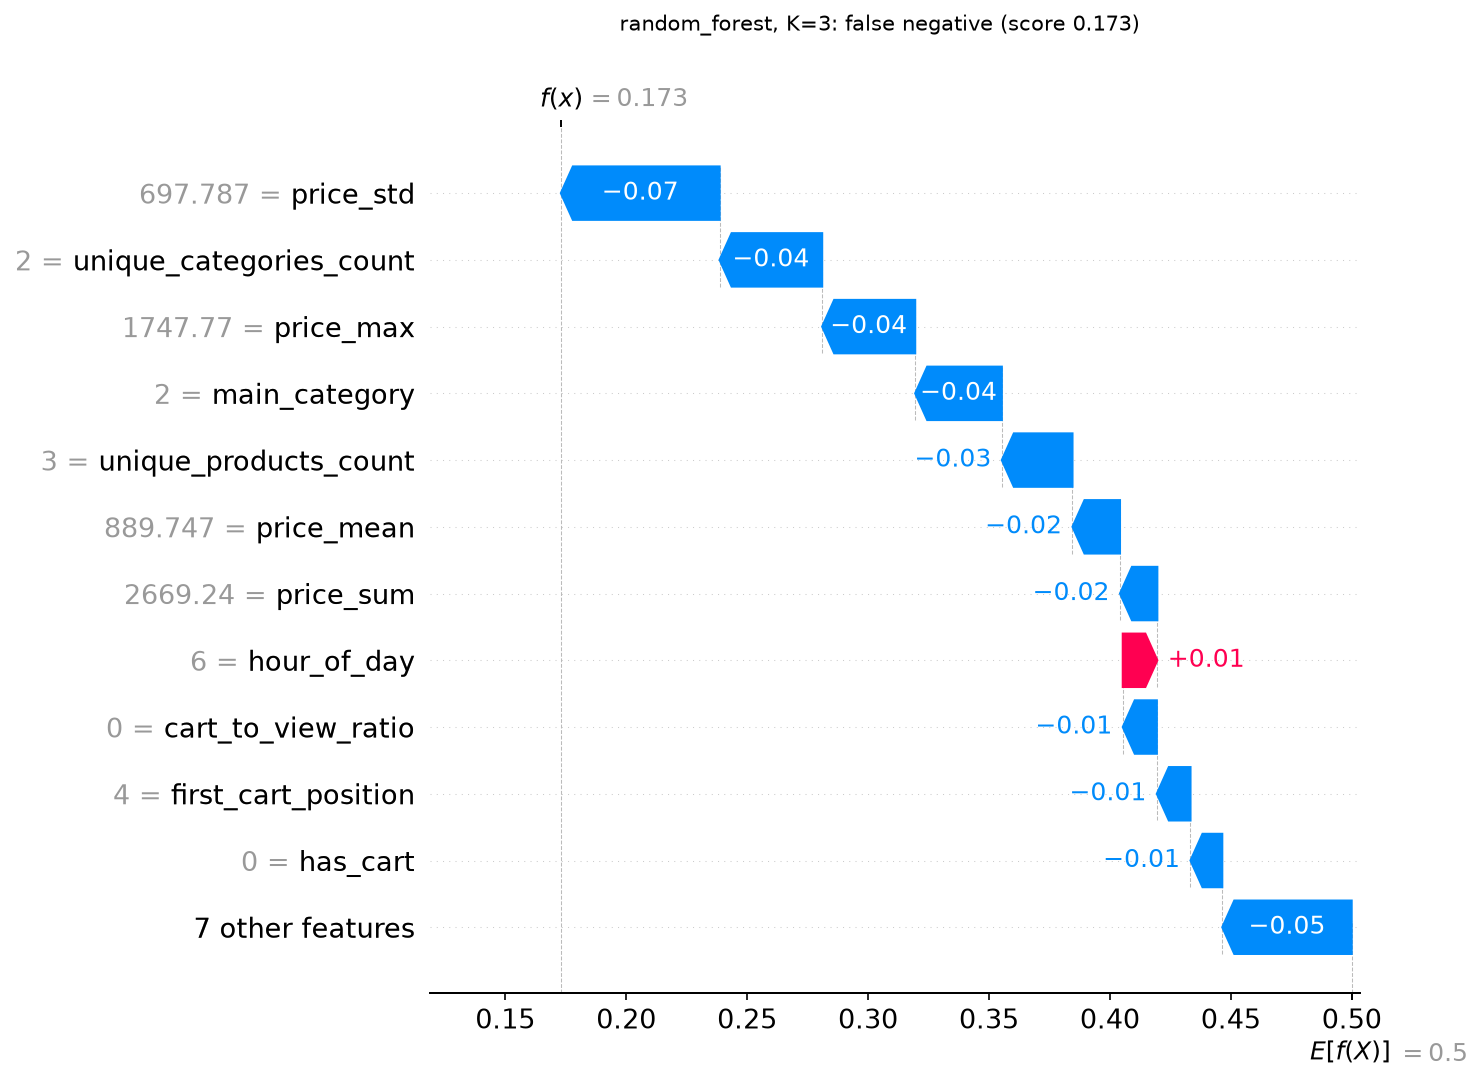 random_forest, K=3: false negative (score 0.173)
f(x) = 0.173
697.787 = price_std −0.07
2 = unique_categories_count −0.04
1747.77 = price_max −0.04
2 = main_category −0.04
3 = unique_products_count −0.03
889.747 = price_mean −0.02
2669.24 = price_sum −0.02
6 = hour_of_day +0.01
0 = cart_to_view_ratio −0.01
4 = first_cart_position −0.01
0 = has_cart −0.01
7 other features −0.05
0.15 0.20 0.25 0.30 0.35 0.40 0.45 0.50
E[f(X)] = 0.5